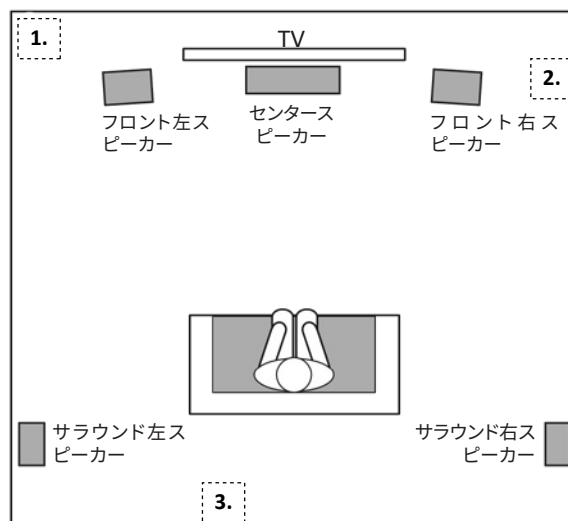 1.
TV
2.
フロント左ス
ピーカー
センタース
ピーカー
フロント右ス
ピーカー
サラウンド左ス
ピーカー
サラウンド右ス
ピーカー
3.